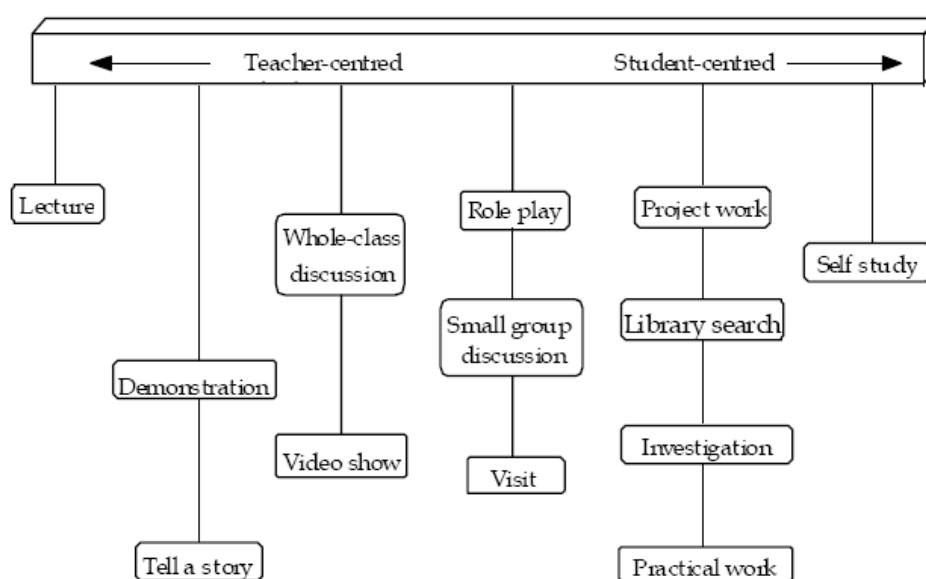 Teacher-centred
Student-centred
Lecture
Role play
Project work
Whole-class
discussion
Self study
Small group
discussion
Library search
Demonstration
Video show
Investigation
Visit
Tell a story
Practical work